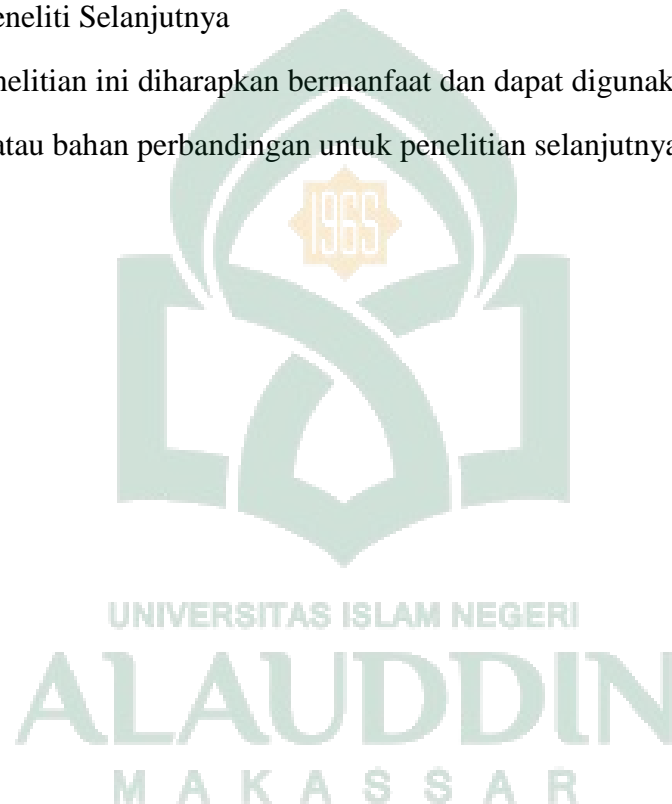 eneliti Selanjutnya
nelitian ini diharapkan bermanfaat dan dapat digunak
atau bahan perbandingan untuk penelitian selanjutnya
1965
UNIVERSITAS ISLAM NEGERI
ALAUDDIN
MAKASSAR